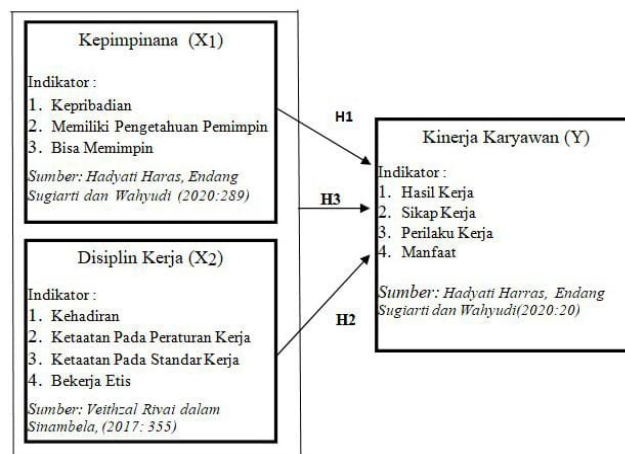 Kepimpinana (X1)
Indikator :
1. Kepribadian
2. Memiliki Pengetahuan Pemimpin
3. Bisa Memimpin
Sumber: Hadyati Haras, Endang
Sugiarti dan Wahyudi (2020:289)
Disiplin Kerja (X2)
Indikator :
1. Kehadiran
2. Ketaatan Pada Peraturan Kerja
3. Ketaatan Pada Standar Kerja
4. Bekerja Etis
Sumber: Veithzal Rivai dalam
Sinambela, (2017: 355)
H1
H3
H2
Kinerja Karyawan (Y)
Indikator :
1. Hasil Kerja
2. Sikap Kerja
3. Perilaku Kerja
4. Manfaat
Sumber: Hadyati Harras, Endang
Sugiarti dan Wahyudi(2020:20)